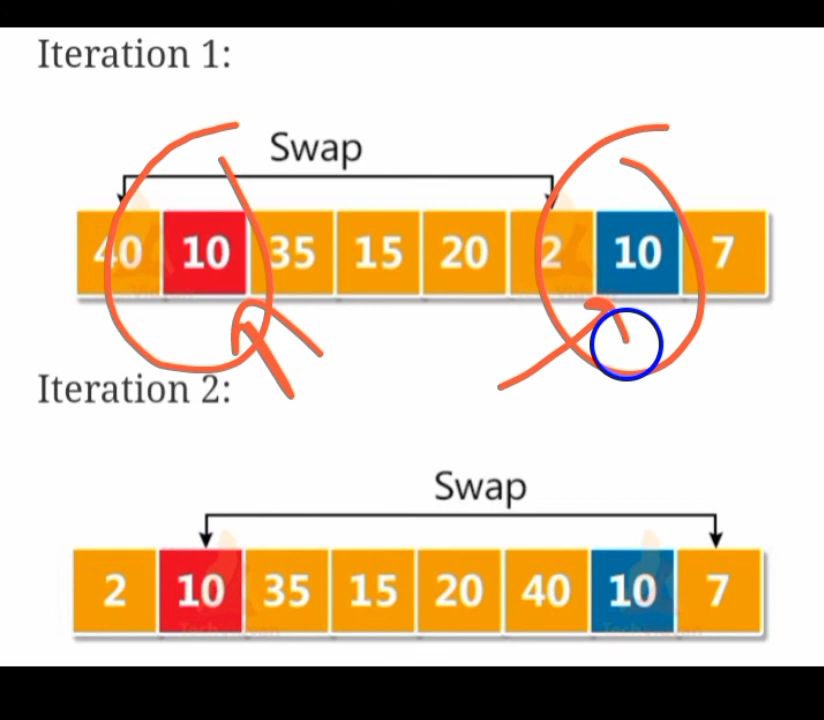 Iteration 1:
Swap
40 10 35 15 20 2 10 7
Iteration 2:
Swap
2 10 35 15 20 40 10 7